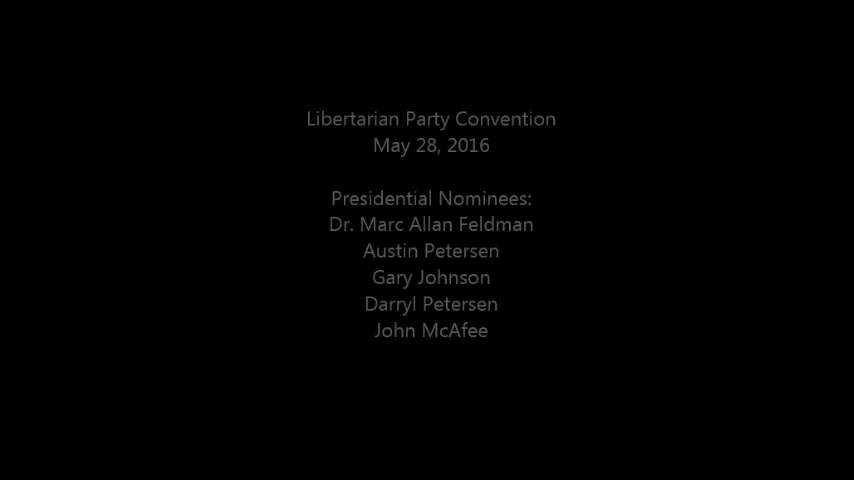 Libertarian Party Convention
May 28, 2016
Presidential Nominees:
Dr. Marc Allan Feldman
Austin Petersen
Gary Johnson
Darryl Petersen
John McAfee